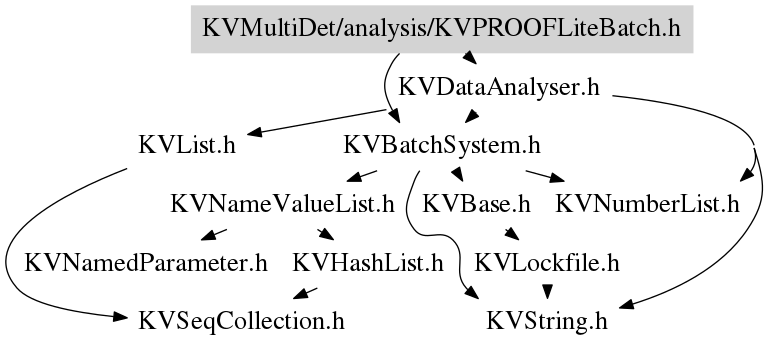 KVMultiDet/analysis/KVPROOFLiteBatch.h
KVDataAnalyser.h
KVList.h
KVBatchSystem.h
KVNameValueList.h
KVBase.h
KVNumberList.h
KVNamedParameter.h
KVHashList.h
KVLockfile.h
KVSeqCollection.h
KVString.h